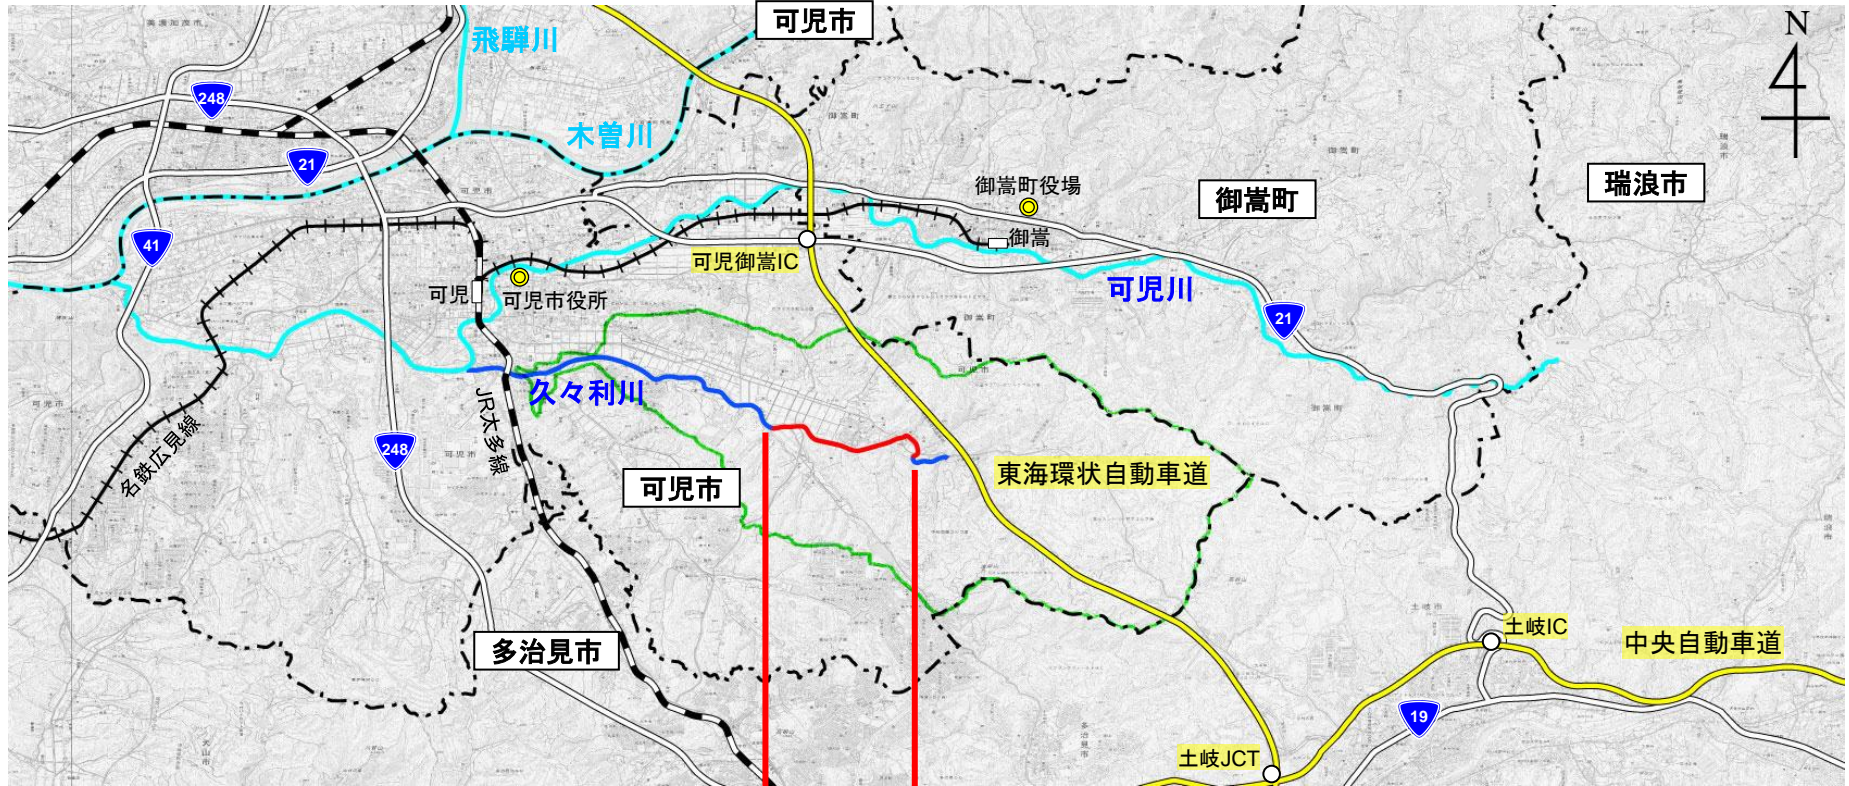 可児市
N
飛騨川
248
木曽川
21
御嵩町役場
御嵩町
瑞浪市
41
御嵩
可児御嵩IC
可児
可児市役所
可児川
21
久々利川
JR太多線
名鉄広見線
248
東海環状自動車道
可児市
多治見市
土岐IC
中央自動車道
19
土岐JCT